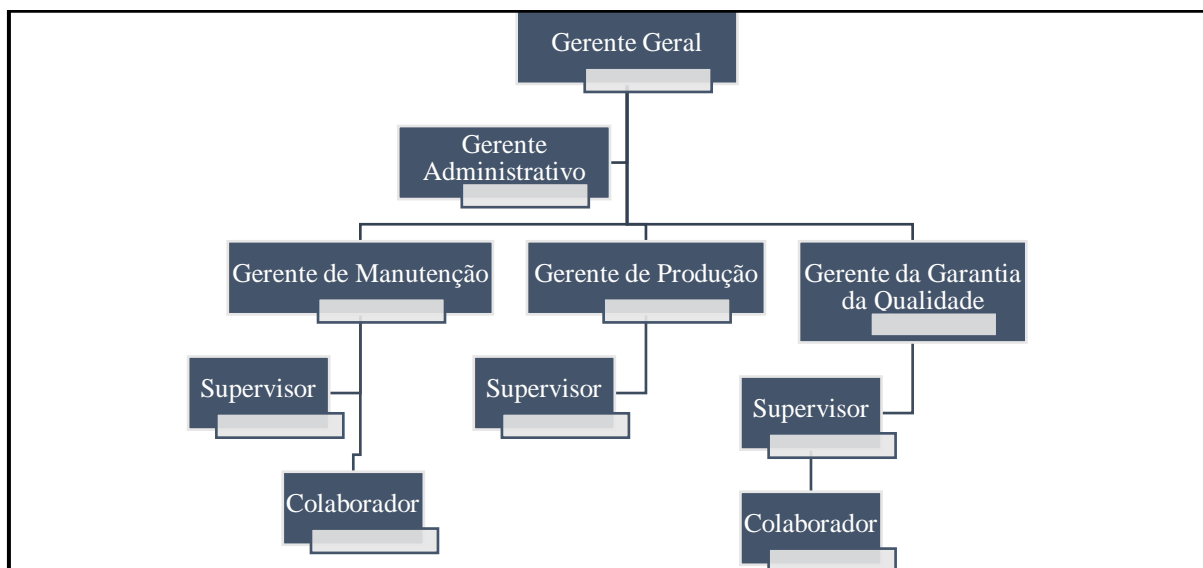 Gerente Geral
Gerente
Administrativo
Gerente de Manutenção
Gerente de Produção
Gerente da Garantia
da Qualidade
Supervisor
Supervisor
Supervisor
Colaborador
Colaborador